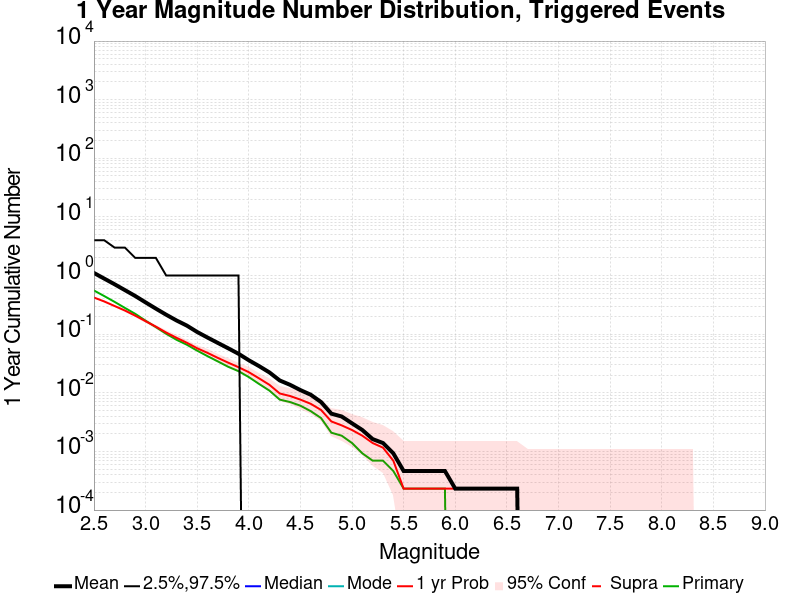 1 Year Magnitude Number Distribution, Triggered Events
1 Year Cumulative Number
10^4
10^3
10^2
10^1
10^0
10^-1
10^-2
10^-3
10^-4
2.5 3.0 3.5 4.0 4.5 5.0 5.5 6.0 6.5 7.0 7.5 8.0 8.5 9.0
Magnitude
Mean 2.5%,97.5% Median Mode 1 yr Prob 95% Conf Supra Primary